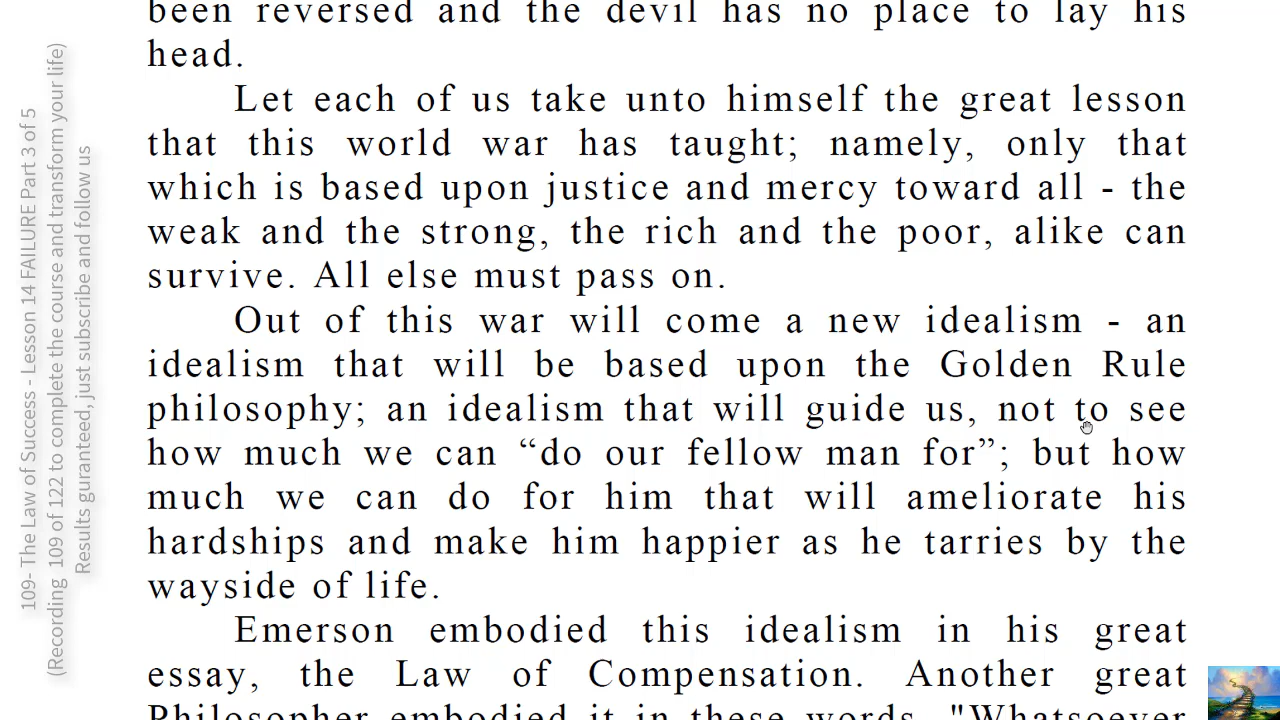 been reversed and the devil has no place to lay his
head.
Let each of us take unto himself the great lesson
that this world war has taught; namely, only that
which is based upon justice and mercy toward all - the
weak and the strong, the rich and the poor, alike can
survive. All else must pass on.
Out of this war will come a new idealism - an
idealism that will be based upon the Golden Rule
philosophy; an idealism that will guide us, not to see
how much we can “do our fellow man for”; but how
much we can do for him that will ameliorate his
hardships and make him happier as he tarries by the
wayside of life.
Emerson embodied this idealism in his great
essay, the Law of Compensation. Another great
Philosopher embodied it in these words, "Whatsoever
109- The Law of Success - Lesson 14 FAILURE Part 3 of 5
(Recording 109 of 122 to complete the course and transform your life)
Results guranteed, just subscribe and follow us